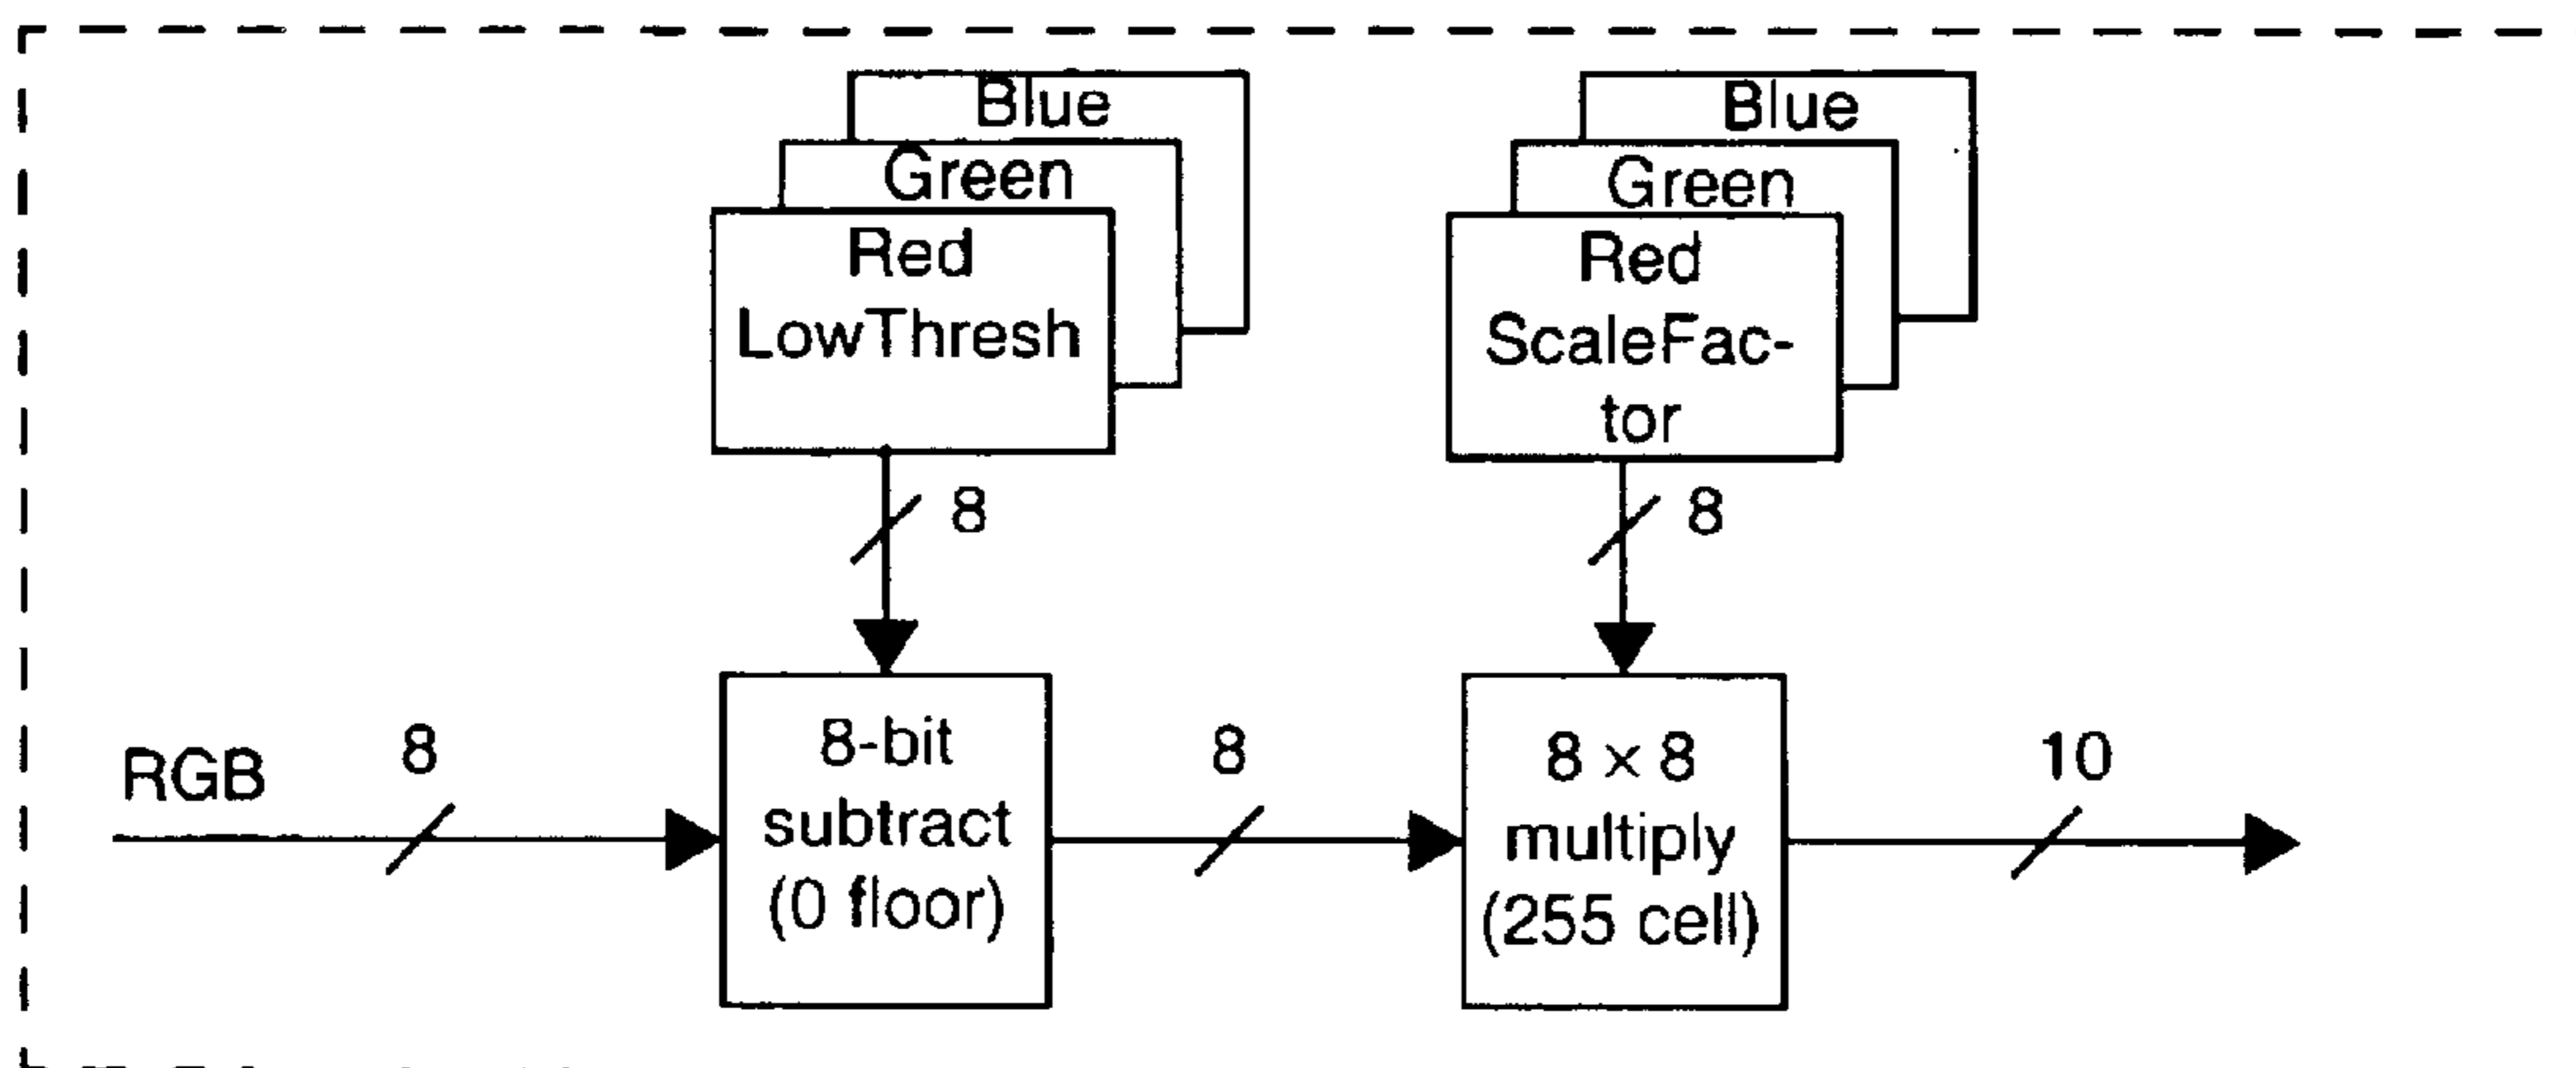 Blue
Green
Red
LowThresh
8
Blue
Green
Red
ScaleFac-
tor
8
RGB
8
8-bit
subtract
(0 floor)
8
8 × 8
multiply
(255 cell)
10